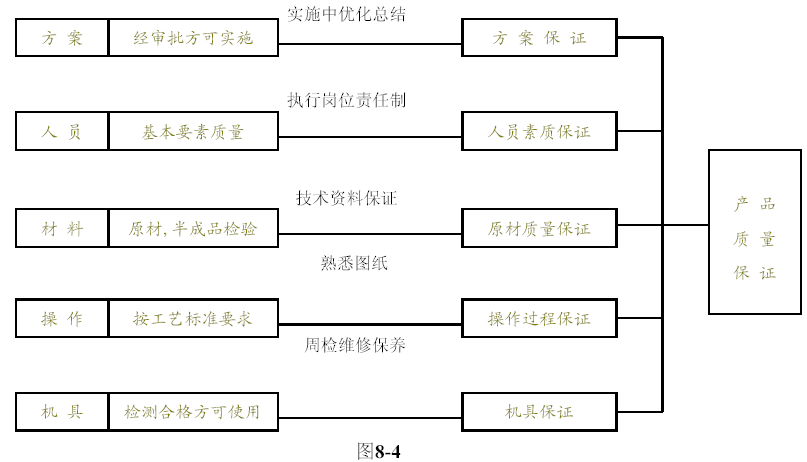 实施中优化总结
方案 经审批方可实施 方案保证
执行岗位责任制
人员 基本要素质量 人员素质保证
技术资料保证
材料 原材,半成品检验 原材质量保证
产品
质量
保证
熟悉图纸
操作 按工艺标准要求 操作过程保证
周检维修保养
机具 检测合格方可使用 机具保证
图8-4